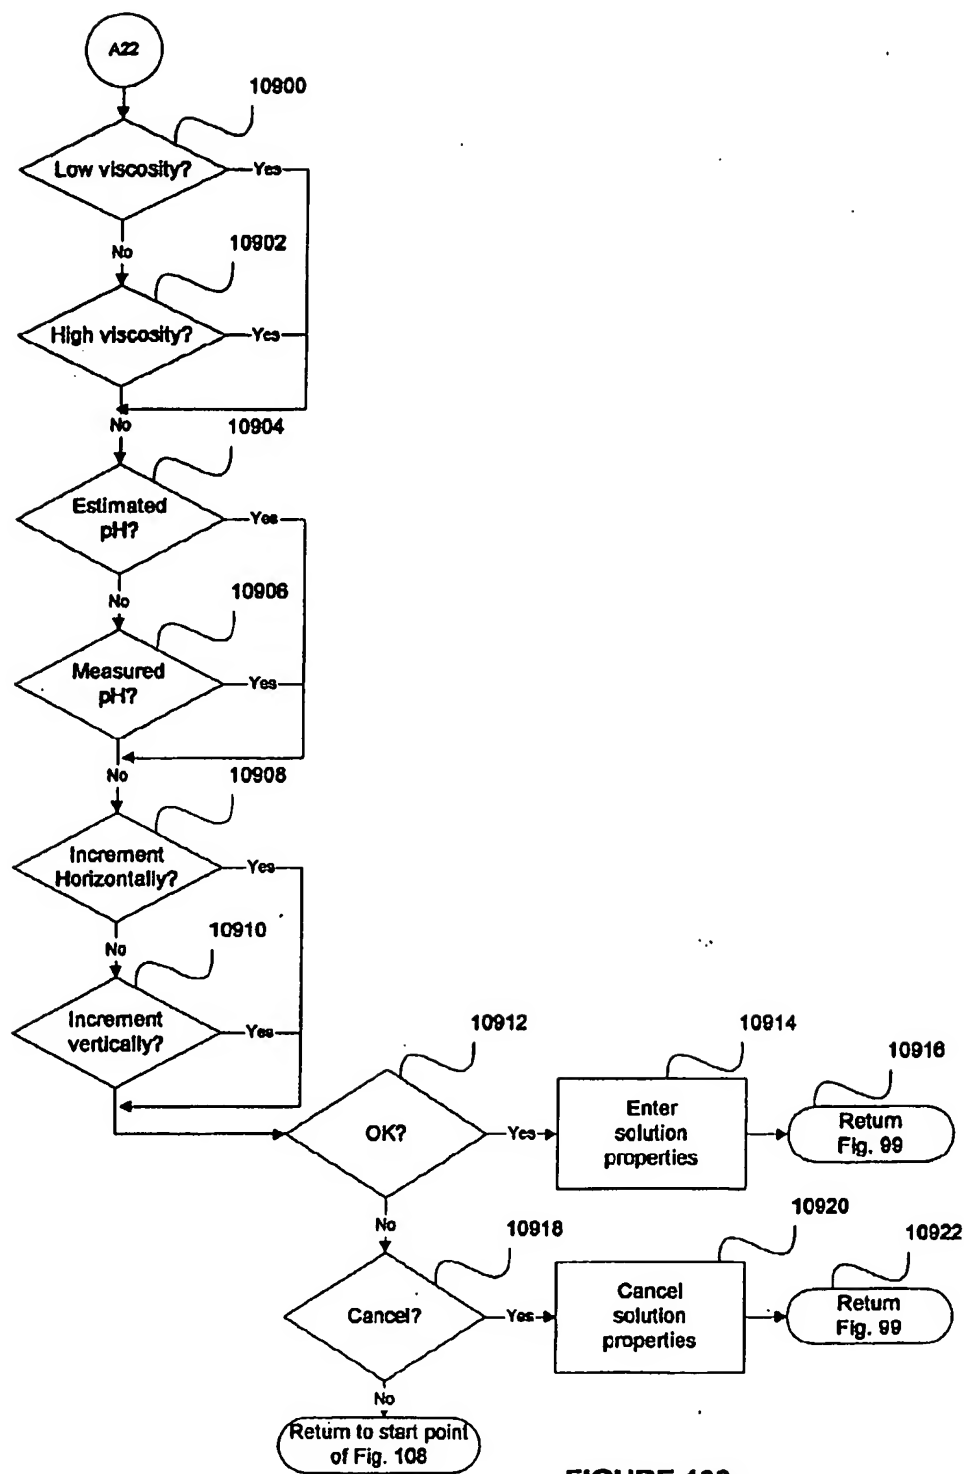 A22
10900
Low viscosity?
Yes
No
10902
High viscosity?
Yes
No
10904
Estimated
pH?
Yes
No
10906
Measured
pH?
Yes
No
10908
Increment
Horizontally?
Yes
No
10910
Increment
vertically?
Yes
10912
OK?
Yes
10914
Enter
solution
properties
10916
Return
Fig. 99
No
10918
Cancel?
Yes
10920
Cancel
solution
properties
10922
Return
Fig. 99
No
Return to start point
of Fig. 108
FIGURE